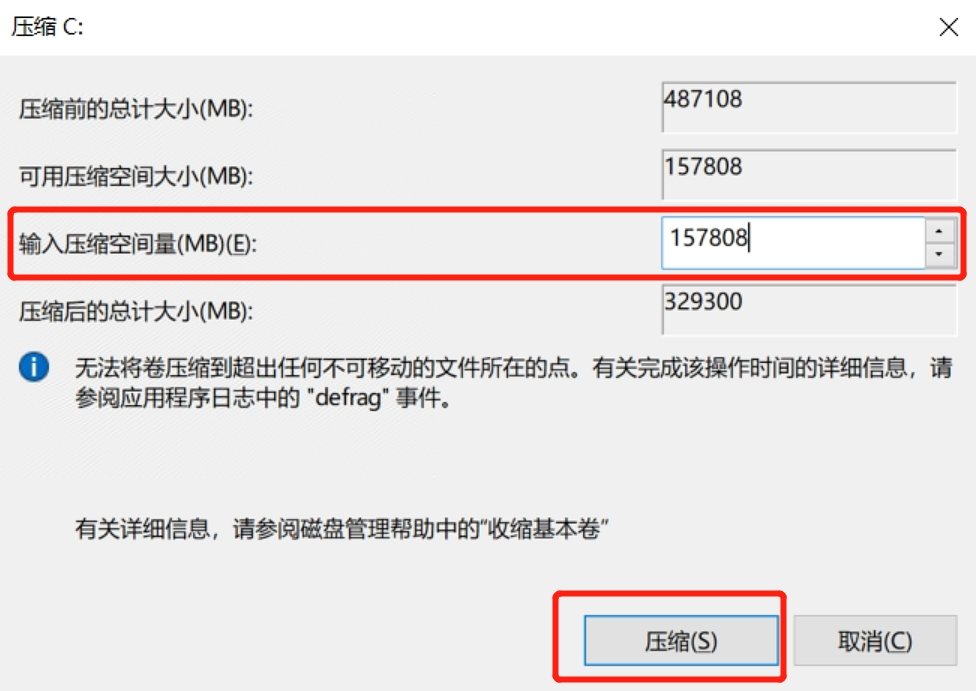 压缩 C:
压缩前的总计大小(MB):
487108
可用压缩空间大小(MB):
157808
输入压缩空间量(MB)(E):
157808
压缩后的总计大小(MB):
329300
无法将卷压缩到超出任何不可移动的文件所在的点。有关完成该操作时间的详细信息，请
参阅应用程序日志中的 "defrag" 事件。
有关详细信息，请参阅磁盘管理帮助中的“收缩基本卷”
压缩(S)
取消(C)